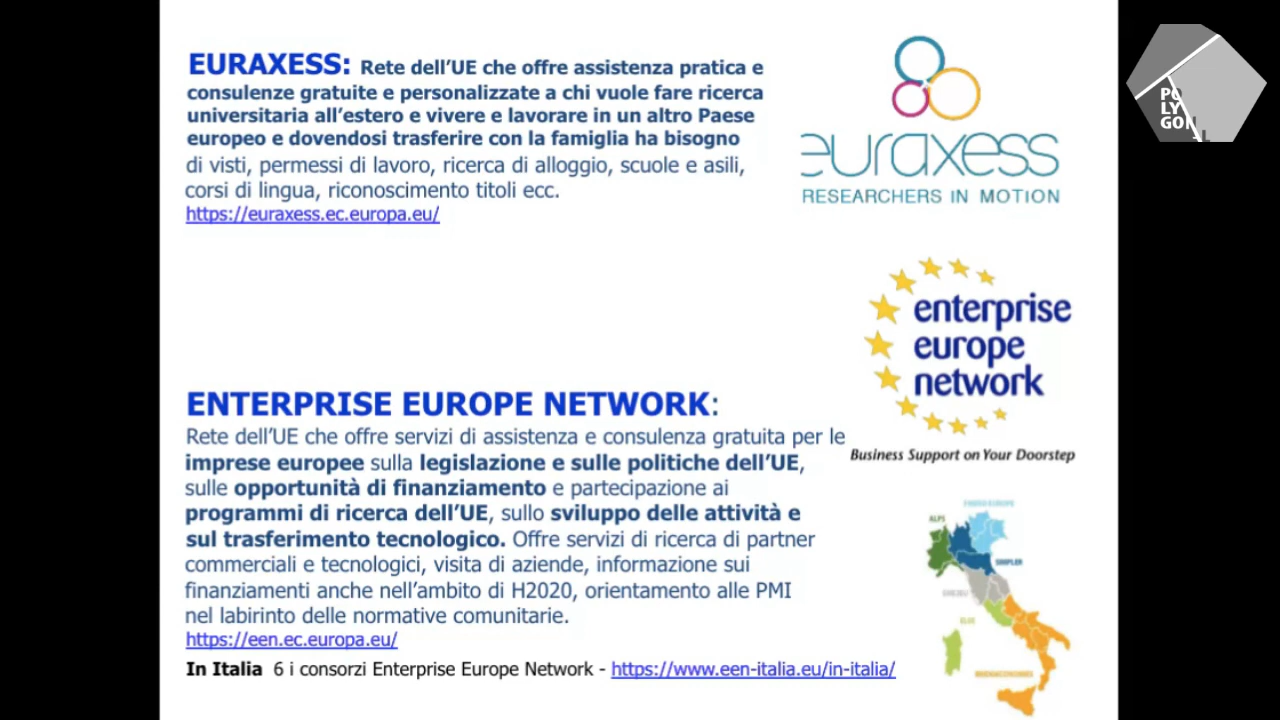 EURAXESS: Rete dell'UE che offre assistenza pratica e
consulenze gratuite e personalizzate a chi vuole fare ricerca
universitaria all'estero e vivere e lavorare in un altro Paese
europeo e dovendosi trasferire con la famiglia ha bisogno
di visti, permessi di lavoro, ricerca di alloggio, scuole e asili,
corsi di lingua, riconoscimento titoli ecc.
https://euraxess.ec.europa.eu/
euraxess
RESEARCHERS IN MOTION
PO
LY
GON
AL
enterprise
europe
network
Business Support on Your Doorstep
ENTERPRISE EUROPE NETWORK:
Rete dell'UE che offre servizi di assistenza e consulenza gratuita per le
imprese europee sulla legislazione e sulle politiche dell'UE,
sulle opportunità di finanziamento e partecipazione ai
programmi di ricerca dell'UE, sullo sviluppo delle attività e
sul trasferimento tecnologico. Offre servizi di ricerca di partner
commerciali e tecnologici, visita di aziende, informazione sui
finanziamenti anche nell'ambito di H2020, orientamento alle PMI
nel labirinto delle normative comunitarie.
https://een.ec.europa.eu/
In Italia 6 i consorzi Enterprise Europe Network - https://www.een-italia.eu/in-italia/
ALPS
SIMPLER
ELSE